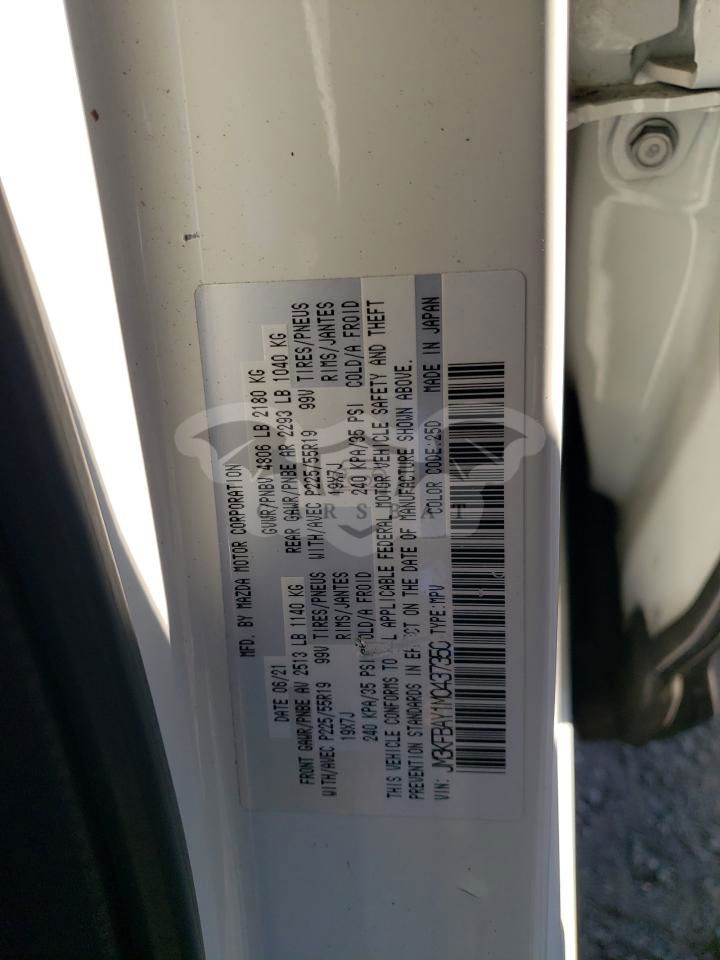 MFD. BY MAZDA MOTOR CORPORATION
DATE 06/21 GVWR/PNBV 4806 LB 2180 KG
FRONT GAWR/PNBE AV 2513 LB 1140 KG REAR GAWR/PNBE AR 2293 LB 1040 KG
WITH/AVEC P225/55R19 99V TIRES/PNEUS WITH/AVEC P225/55R19 99V TIRES/PNEUS
19X7J RIMS/JANTES 19X7J RIMS/JANTES
240 KPA/35 PSI COLD/A FROID 240 KPA/35 PSI COLD/A FROID
THIS VEHICLE CONFORMS TO L APPLICABLE FEDERAL MOTOR VEHICLE SAFETY AND THEFT
PREVENTION STANDARDS IN EFFECT ON THE DATE OF MANUFACTURE SHOWN ABOVE.
VIN: JM3KFBAY1M0437350 TYPE:MPV COLOR CODE:25D MADE IN JAPAN
CARSBAT